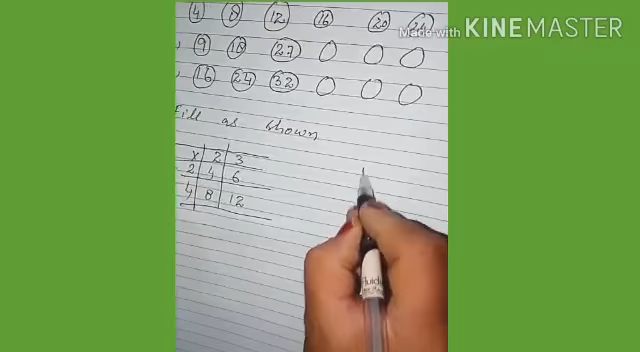 4 8 12 16 20 24
Made with KINEMASTER
9 18 27
16 24 32
Fill as shown
x 2 3
2 4 6
4 8 12